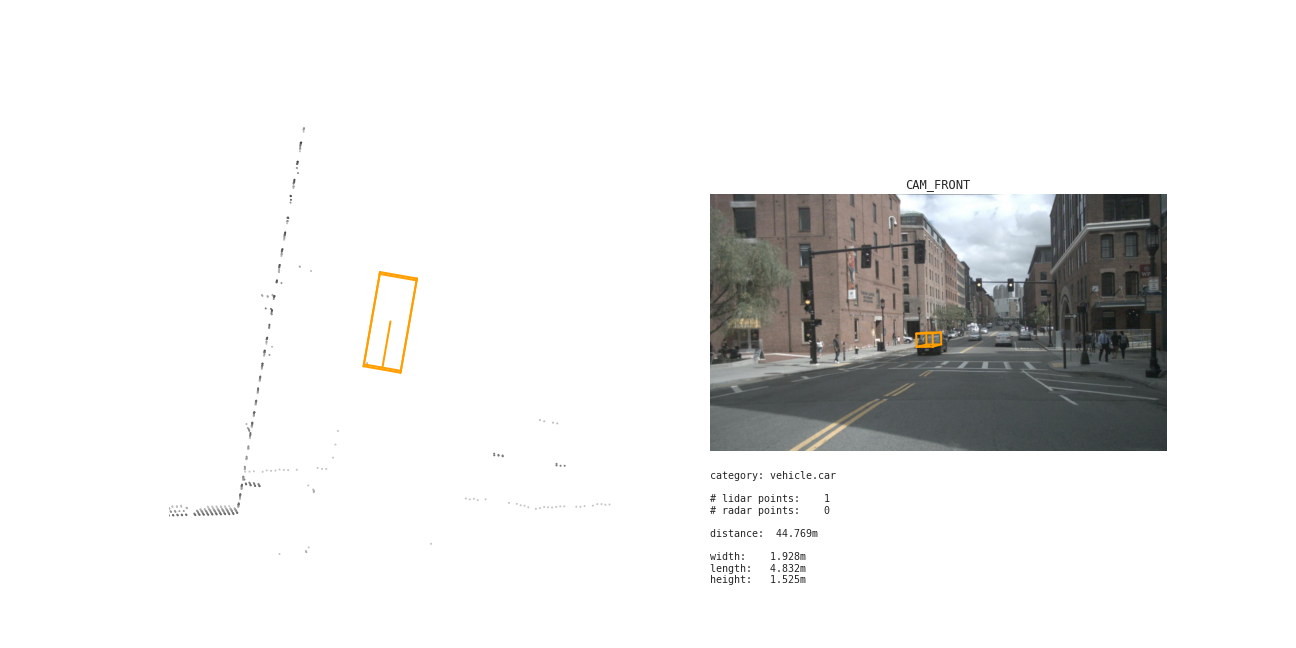 CAM_FRONT
category: vehicle.car
# lidar points: 1
# radar points: 0
distance: 44.769m
width: 1.928m
length: 4.832m
height: 1.525m